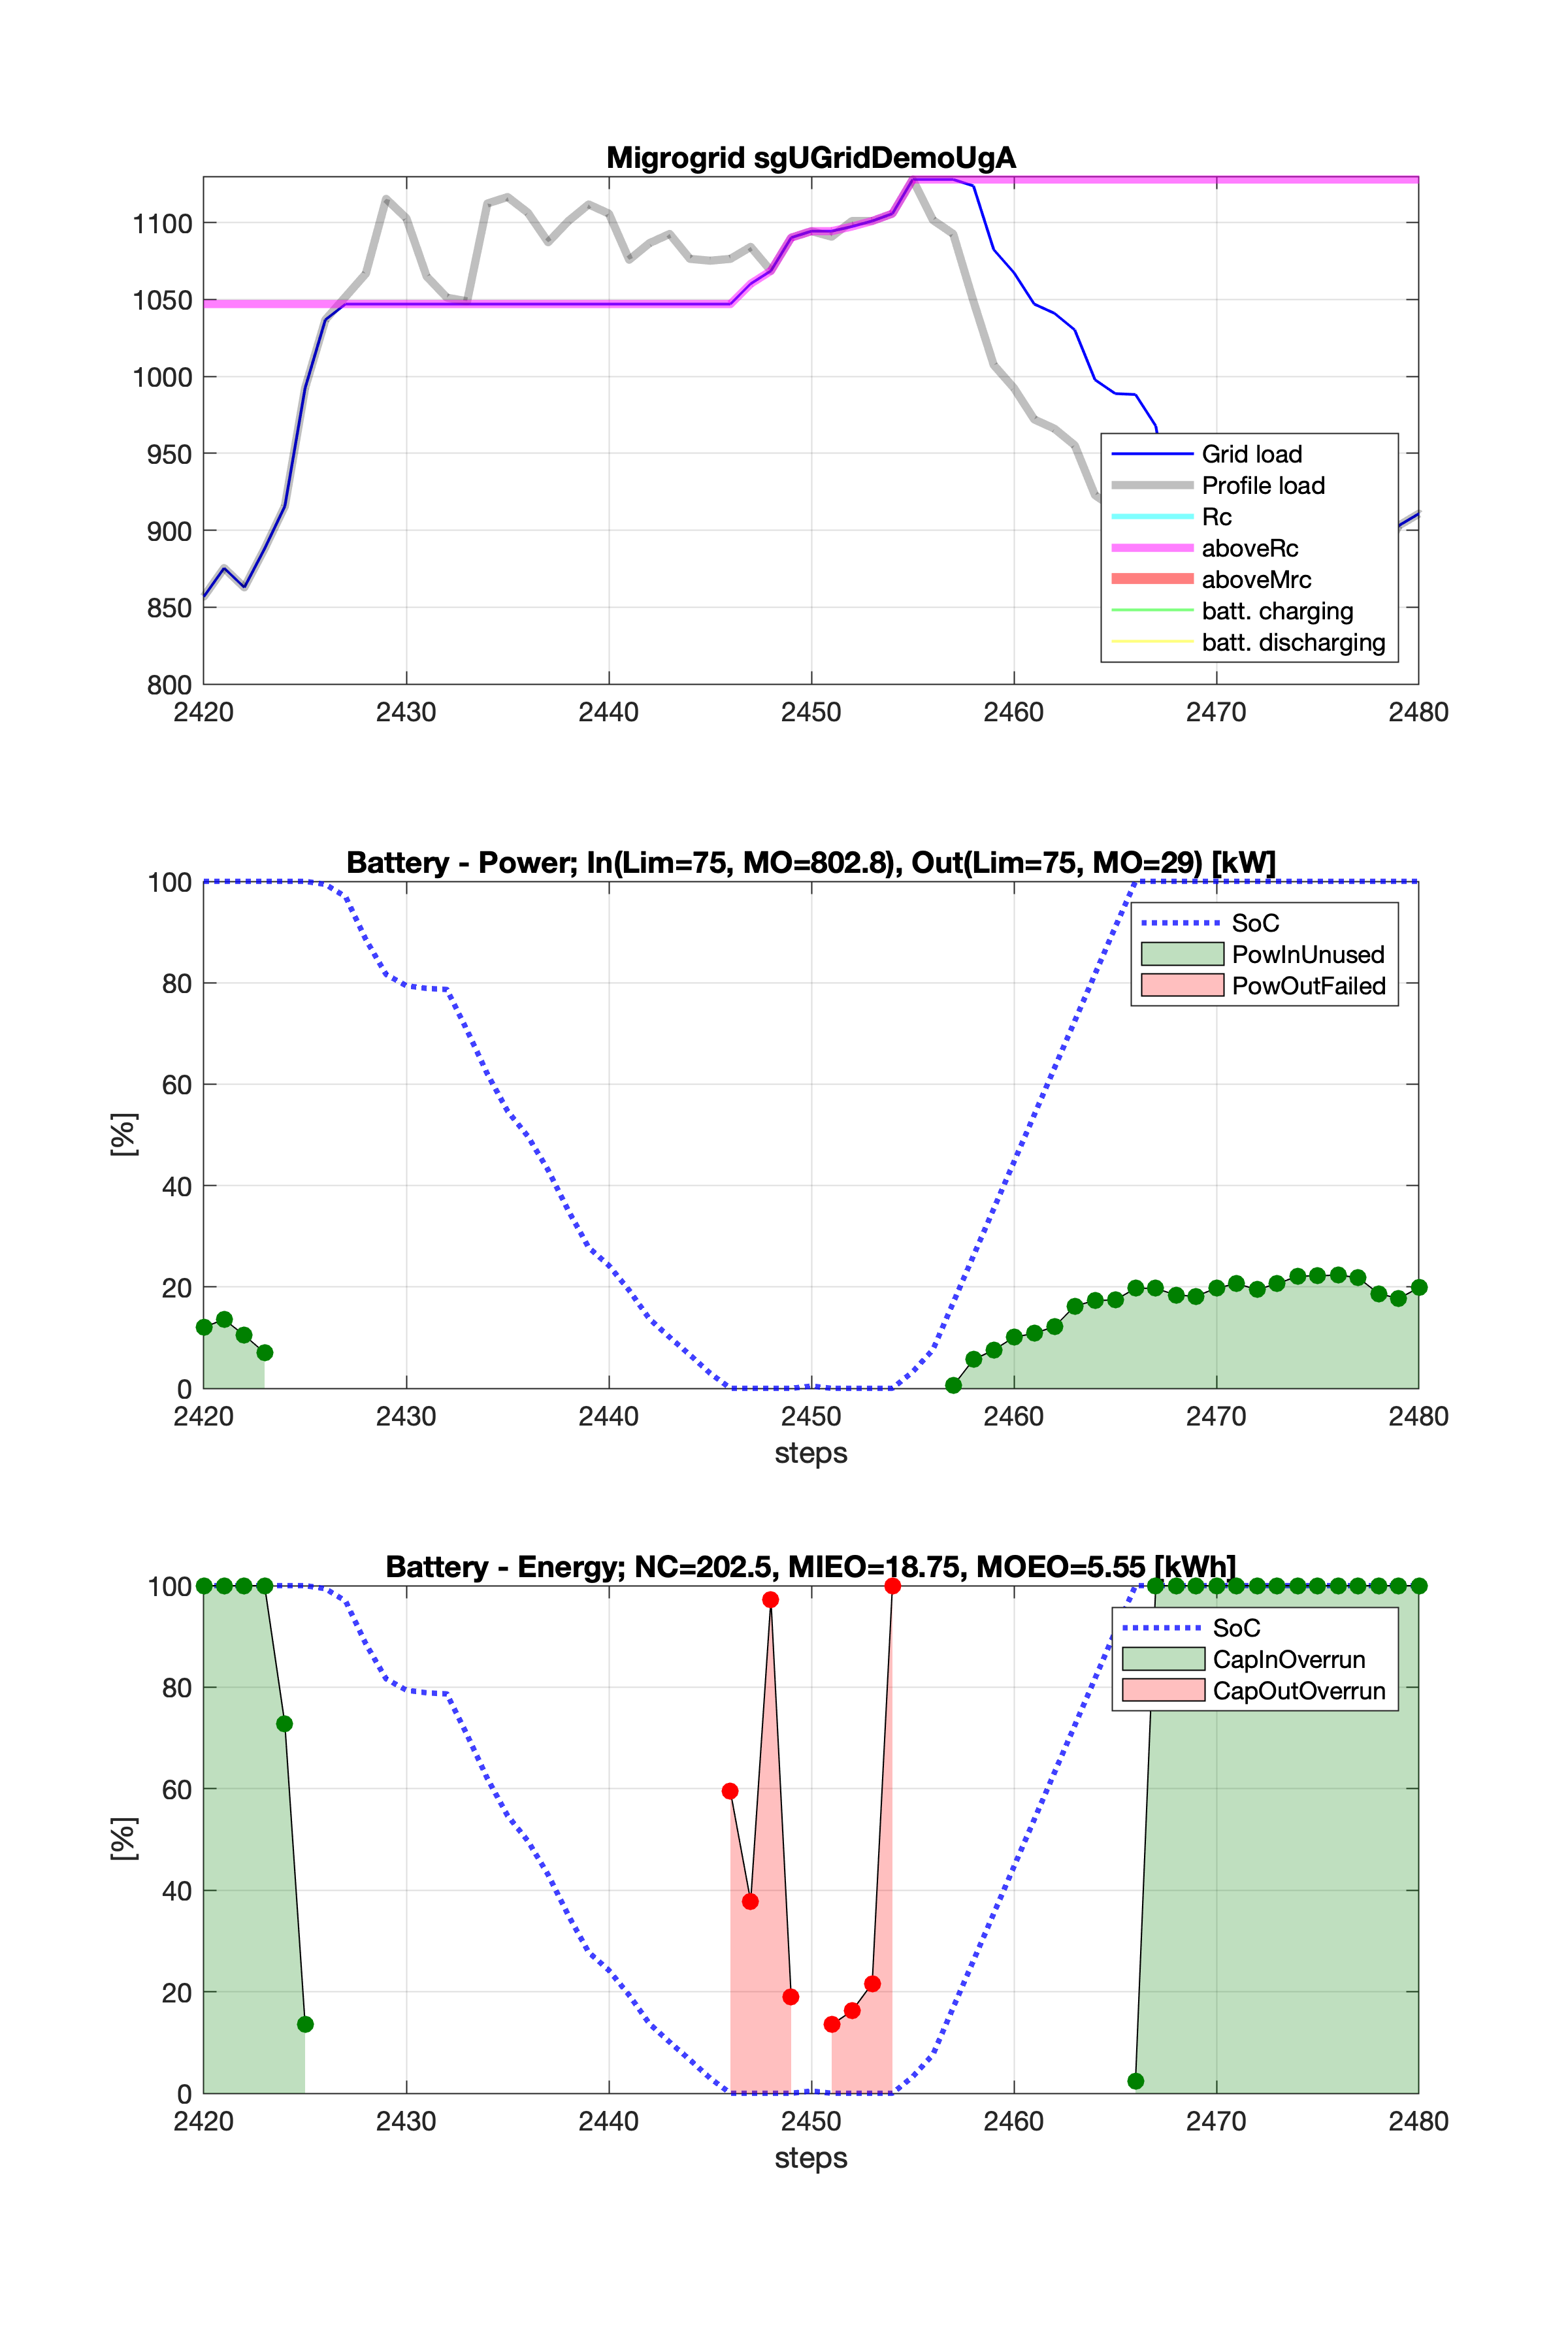 Migrogrid sgUGridDemoUgA
1100
1050
1000
950
900
850
800
2420 2430 2440 2450 2460 2470 2480
Grid load
Profile load
Rc
aboveRc
aboveMrc
batt. charging
batt. discharging
Battery - Power; In(Lim=75, MO=802.8), Out(Lim=75, MO=29) [kW]
100
80
60
40
20
0
[%]
2420 2430 2440 2450 2460 2470 2480
steps
SoC
PowInUnused
PowOutFailed
Battery - Energy; NC=202.5, MIEO=18.75, MOEO=5.55 [kWh]
100
80
60
40
20
0
[%]
2420 2430 2440 2450 2460 2470 2480
steps
SoC
CapInOverrun
CapOutOverrun